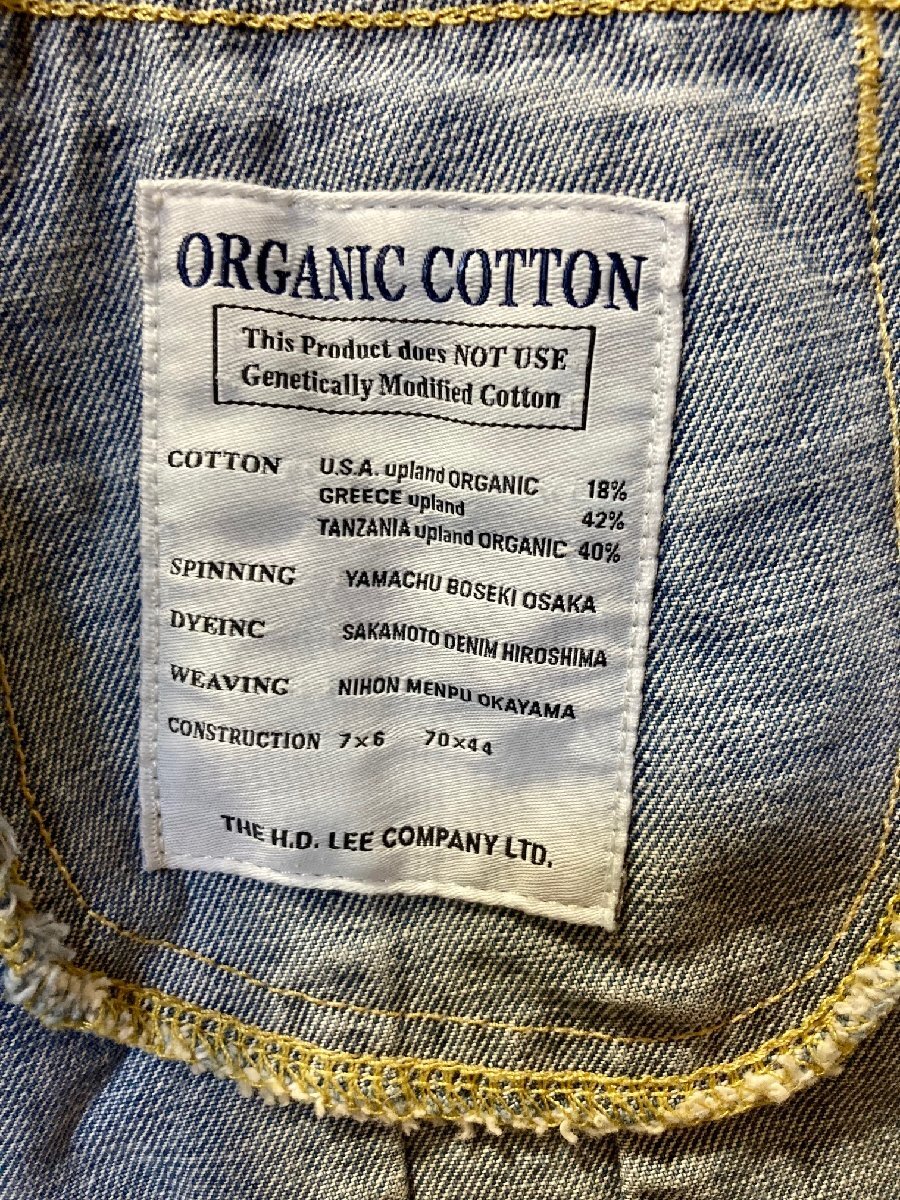 ORGANIC COTTON
This Product does NOT USE
Genetically Modified Cotton
COTTON U.S.A. upland ORGANIC 18%
GREECE upland 42%
TANZANIA upland ORGANIC 40%
SPINNING YAMACHU BOSEKI OSAKA
DYEINC SAKAMOTO DENIM HIROSHIMA
WEAVING NIHON MENPU OKAYAMA
CONSTRUCTION 7×6 70×44
THE H.D. LEE COMPANY LTD.